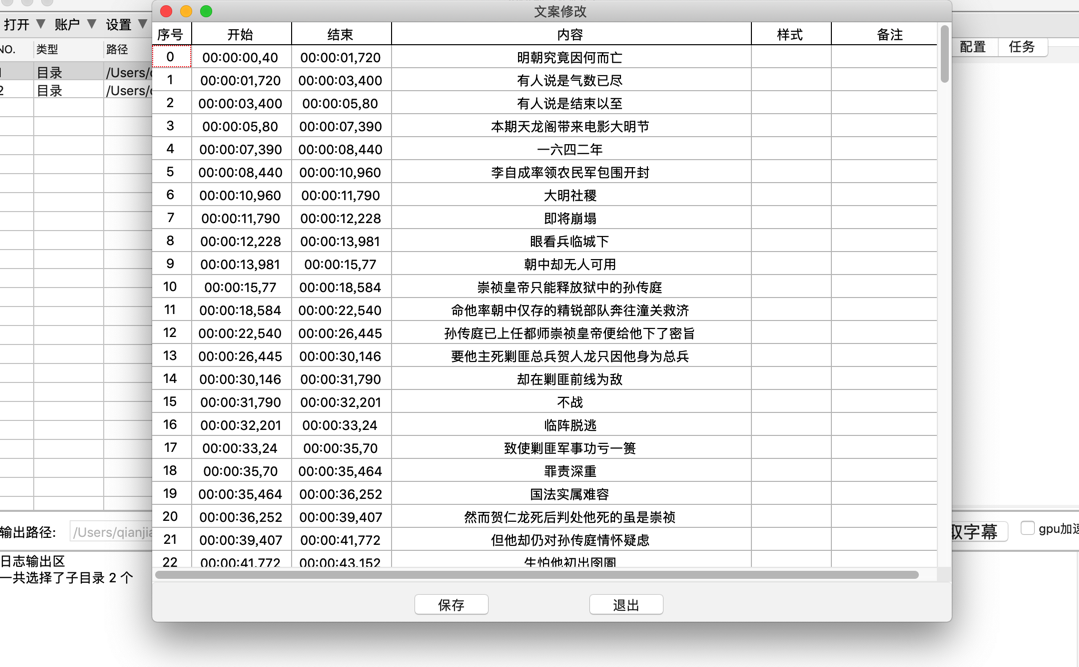 文案修改
打开 ▼ 账户 ▼ 设置 ▼
NO. 类型 路径
目录 /Users/
2 目录 /Users/
配置 任务
序号 开始 结束 内容 样式 备注
0 00:00:00,40 00:00:01,720 明朝究竟因何而亡
1 00:00:01,720 00:00:03,400 有人说是气数已尽
2 00:00:03,400 00:00:05,80 有人说是结束以至
3 00:00:05,80 00:00:07,390 本期天龙阁带来电影大明节
4 00:00:07,390 00:00:08,440 一六四二年
5 00:00:08,440 00:00:10,960 李自成率领农民军包围开封
6 00:00:10,960 00:00:11,790 大明社稷
7 00:00:11,790 00:00:12,228 即将崩塌
8 00:00:12,228 00:00:13,981 眼看兵临城下
9 00:00:13,981 00:00:15,77 朝中却无人可用
10 00:00:15,77 00:00:18,584 崇祯皇帝只能释放狱中的孙传庭
11 00:00:18,584 00:00:22,540 命他率朝中仅存的精锐部队奔往潼关救济
12 00:00:22,540 00:00:26,445 孙传庭已上任都师崇祯皇帝便给他下了密旨
13 00:00:26,445 00:00:30,146 要他主死剿匪总兵贺人龙只因他身为总兵
14 00:00:30,146 00:00:31,790 却在剿匪前线为敌
15 00:00:31,790 00:00:32,201 不战
16 00:00:32,201 00:00:33,24 临阵脱逃
17 00:00:33,24 00:00:35,70 致使剿匪军事功亏一篑
18 00:00:35,70 00:00:35,464 罪责深重
19 00:00:35,464 00:00:36,252 国法实属难容
20 00:00:36,252 00:00:39,407 然而贺仁龙死后判处他死的虽是崇祯
21 00:00:39,407 00:00:41,772 但他却仍对孙传庭情怀疑虑
22 00:00:41,772 00:00:43,152 生怕他初出囹圄
输出路径: /Users/qianjia
取字幕 gpu加速
日志输出区
一共选择了子目录 2 个
保存 退出